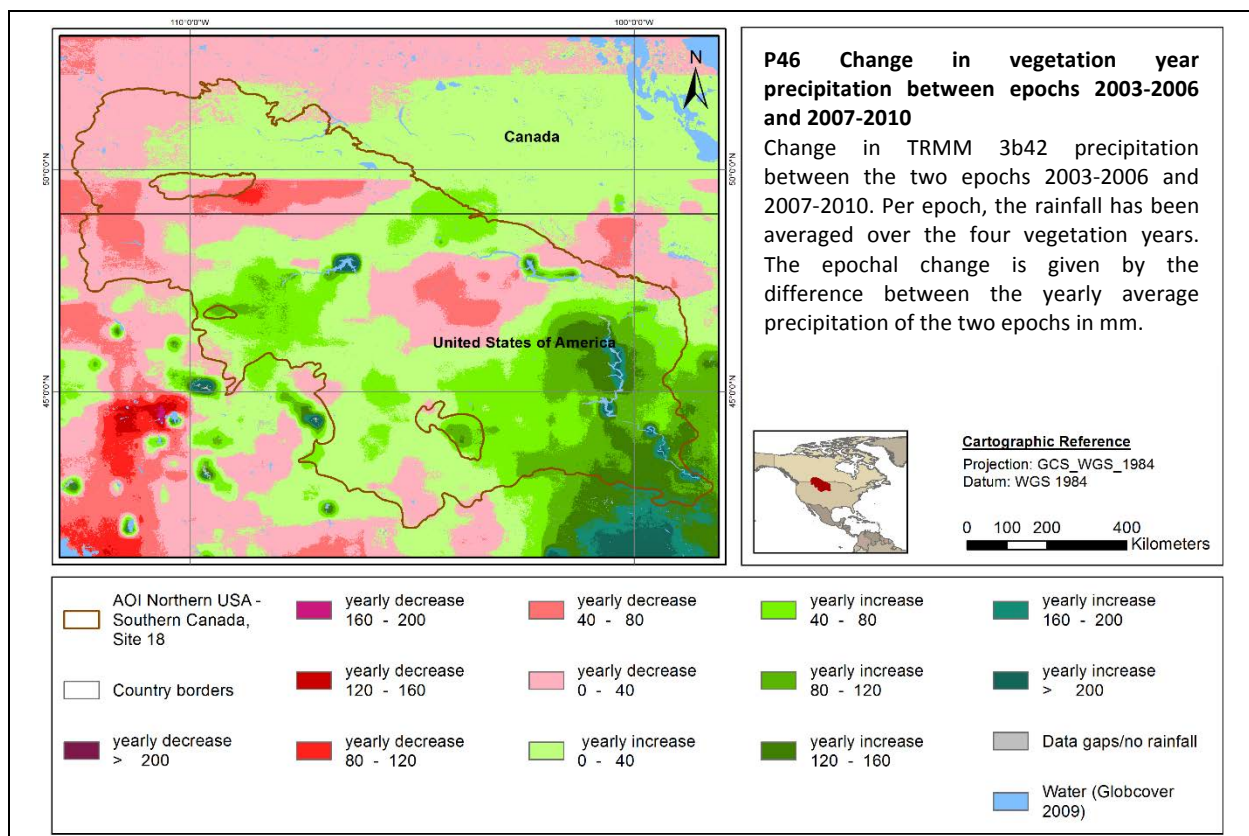 110°0'0"W
100°0'0"W
N
Canada
50°0'0"N
50°0'0"N
United States of America
45°0'0"N
45°0'0"N
P46 Change in vegetation year
precipitation between epochs 2003-2006
and 2007-2010
Change in TRMM 3b42 precipitation
between the two epochs 2003-2006 and
2007-2010. Per epoch, the rainfall has been
averaged over the four vegetation years.
The epochal change is given by the
difference between the yearly average
precipitation of the two epochs in mm.
Cartographic Reference
Projection: GCS_WGS_1984
Datum: WGS 1984
0 100 200 400
Kilometers
AOI Northern USA -
Southern Canada,
Site 18
Country borders
yearly decrease
> 200
yearly decrease
160 - 200
yearly decrease
120 - 160
yearly decrease
80 - 120
yearly decrease
40 - 80
yearly decrease
0 - 40
yearly increase
0 - 40
yearly increase
40 - 80
yearly increase
80 - 120
yearly increase
120 - 160
yearly increase
160 - 200
yearly increase
> 200
Data gaps/no rainfall
Water (Globcover
2009)